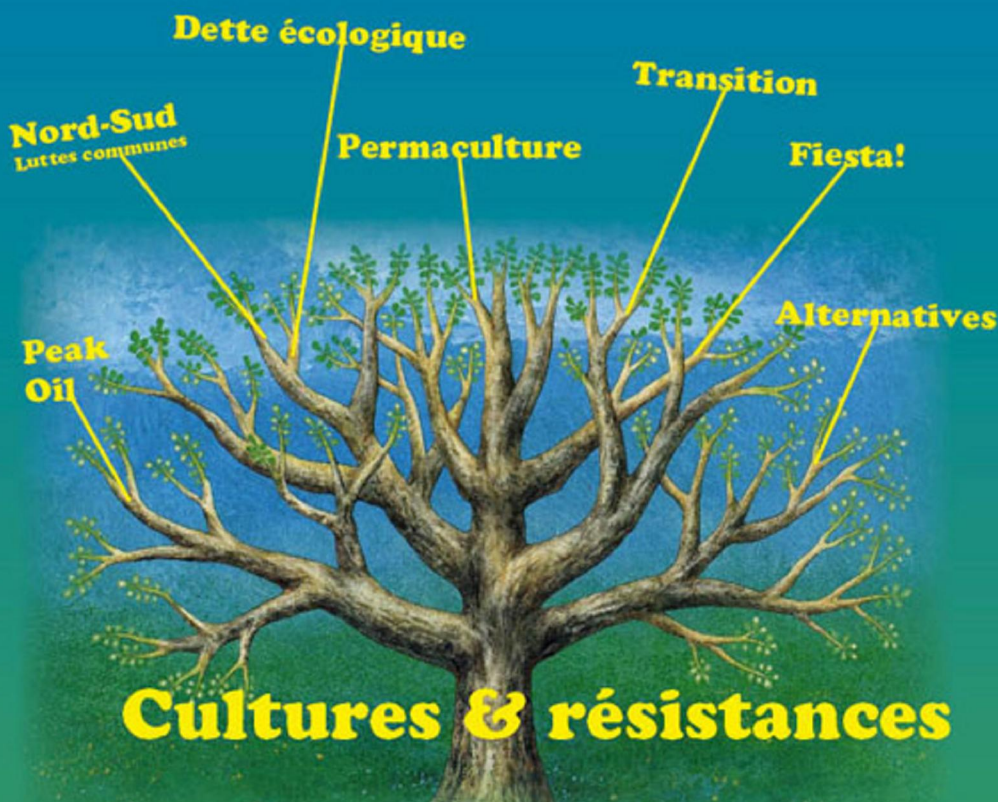 Dette écologique
Transition
Nord-Sud
Luttes communes
Permaculture
Fiesta!
Alternatives
Peak
Oil
Cultures & résistances